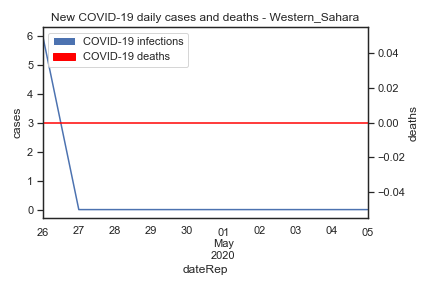 New COVID-19 daily cases and deaths - Western_Sahara
COVID-19 infections
COVID-19 deaths
6
5
4
3
2
1
0
cases
0.04
0.02
0.00
−0.02
−0.04
deaths
26 27 28 29 30 01 02 03 04 05
May
2020
dateRep